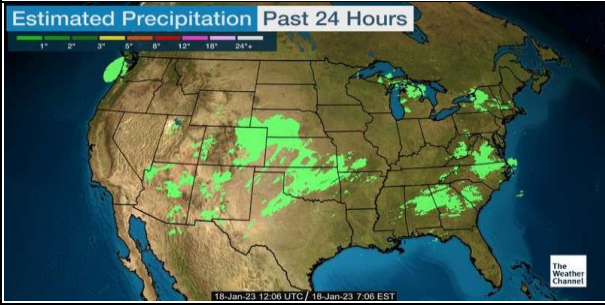 Estimated Precipitation Past 24 Hours
1" 2" 3" 5" 8" 12" 18" 24"+
The
Weather
Channel
18-Jan-23 12:06 UTC / 18-Jan-23 7:06 EST